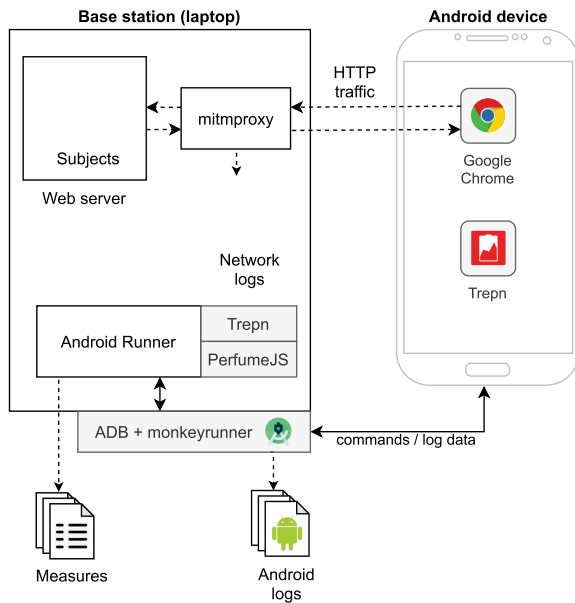 Base station (laptop)
Android device
HTTP
traffic
mitmproxy
Subjects
Web server
Google
Chrome
Network
logs
Trepn
Trepn
Android Runner
PerfumeJS
ADB + monkeyrunner
commands / log data
Measures
Android
logs